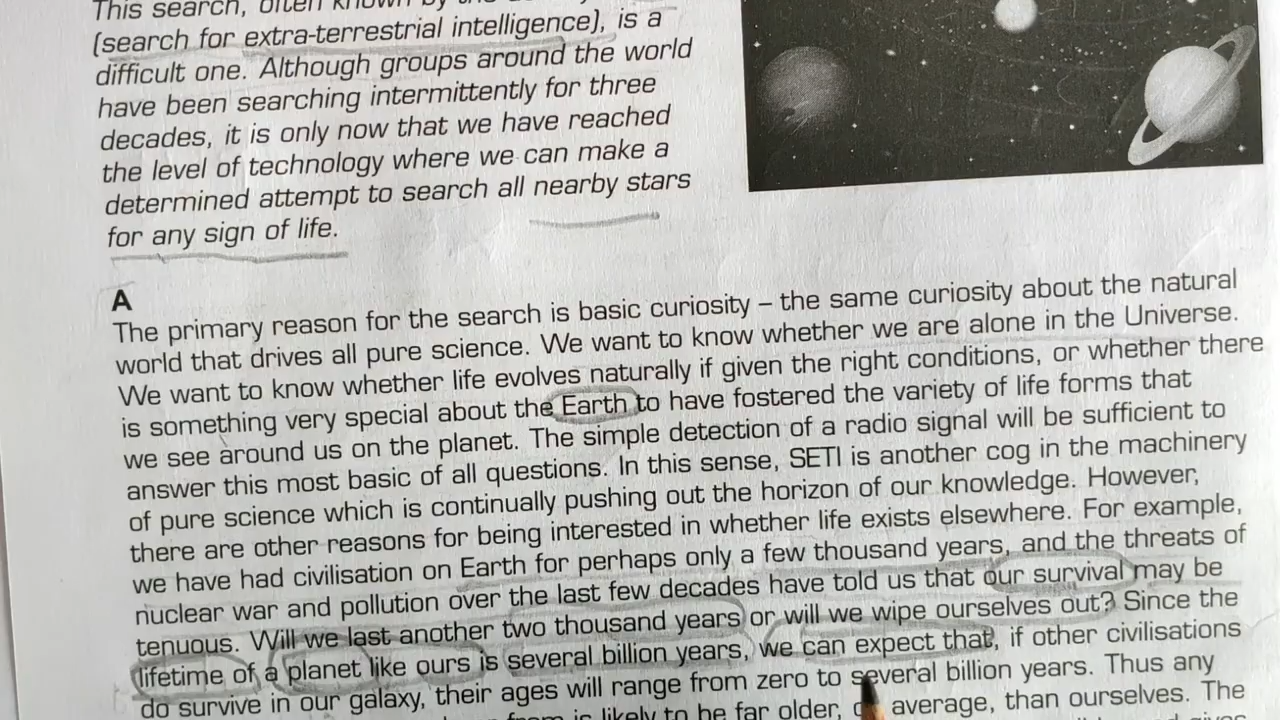 This search, often known by the
(search for extra-terrestrial intelligence), is a
difficult one. Although groups around the world
have been searching intermittently for three
decades, it is only now that we have reached
the level of technology where we can make a
determined attempt to search all nearby stars
for any sign of life.
A
The primary reason for the search is basic curiosity – the same curiosity about the natural
world that drives all pure science. We want to know whether we are alone in the Universe.
We want to know whether life evolves naturally if given the right conditions, or whether there
is something very special about the Earth to have fostered the variety of life forms that
we see around us on the planet. The simple detection of a radio signal will be sufficient to
answer this most basic of all questions. In this sense, SETI is another cog in the machinery
of pure science which is continually pushing out the horizon of our knowledge. However,
there are other reasons for being interested in whether life exists elsewhere. For example,
we have had civilisation on Earth for perhaps only a few thousand years, and the threats of
nuclear war and pollution over the last few decades have told us that our survival may be
tenuous. Will we last another two thousand years or will we wipe ourselves out? Since the
lifetime of a planet like ours is several billion years, we can expect that, if other civilisations
do survive in our galaxy, their ages will range from zero to several billion years. Thus any
from is likely to be far older, average, than ourselves. The